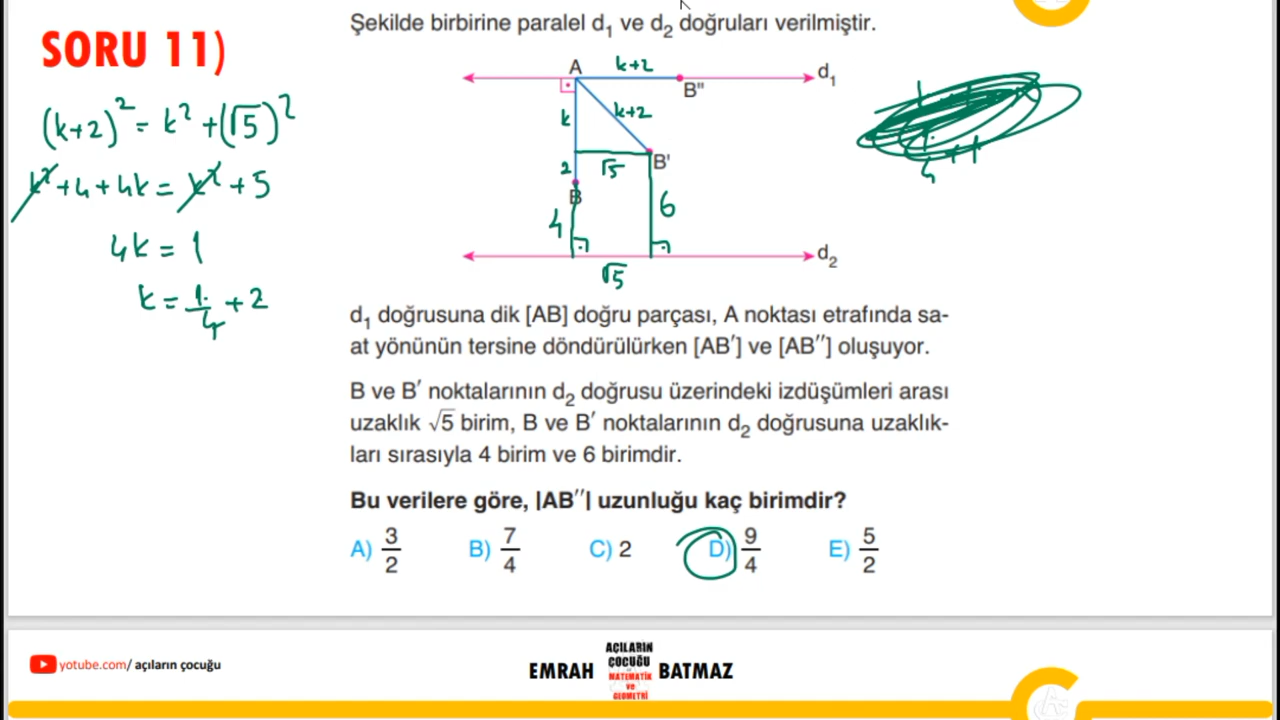 SORU 11)
(k+2)² = k² + (√5)²
k² + 4 + 4k = k² + 5
4k = 1
k = 1/4 + 2
Şekilde birbirine paralel d₁ ve d₂ doğruları verilmiştir.
A
k+2
B''
d₁
k
k+2
2
√5
B'
B
4
6
√5
d₂
d₁ doğrusuna dik [AB] doğru parçası, A noktası etrafında sa-
at yönünün tersine döndürülürken [AB′] ve [AB′′] oluşuyor.
B ve B′ noktalarının d₂ doğrusu üzerindeki izdüşümleri arası
uzaklık √5 birim, B ve B′ noktalarının d₂ doğrusuna uzaklık-
ları sırasıyla 4 birim ve 6 birimdir.
Bu verilere göre, |AB′′| uzunluğu kaç birimdir?
A) 3/2 B) 7/4 C) 2 D) 9/4 E) 5/2
yotube.com/ açıların çocuğu
EMRAH
AÇILARIN
ÇOCUĞU
MATEMATİK
ve
GEOMETRİ
BATMAZ